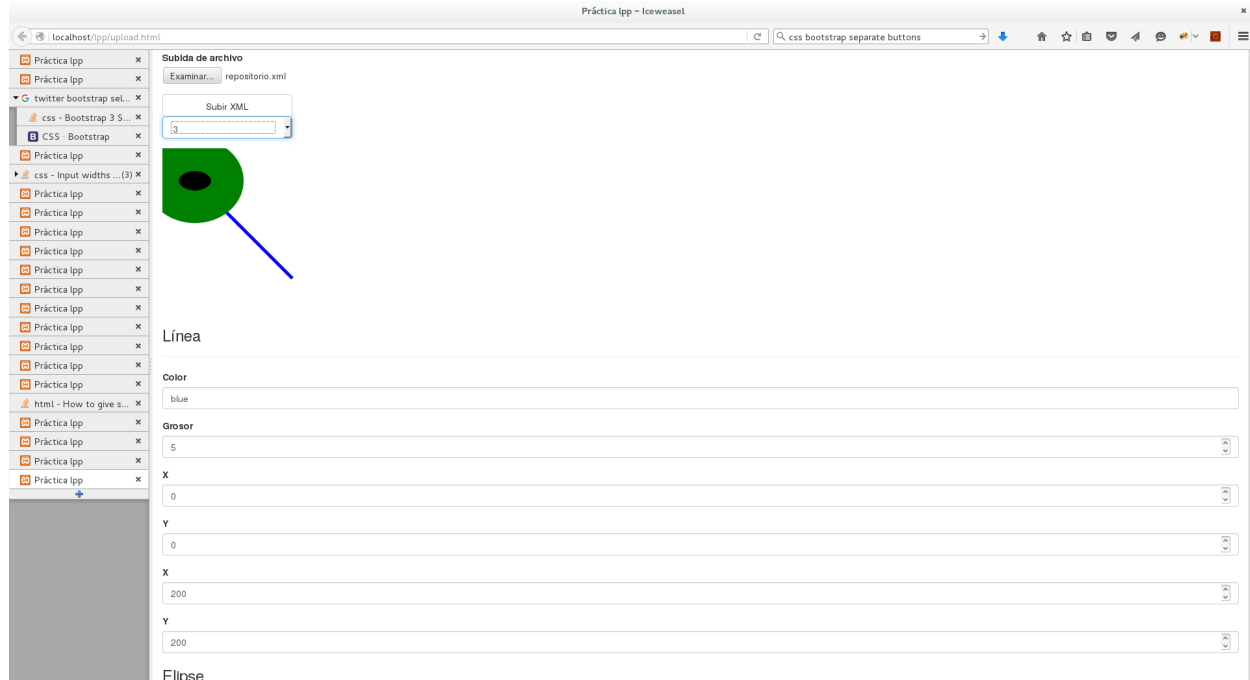 Práctica lpp - Iceweasel
localhost/lpp/upload.html
css bootstrap separate buttons
Práctica lpp
Práctica lpp
twitter bootstrap sel...
css - Bootstrap 3 S...
CSS · Bootstrap
Práctica lpp
css - Input widths ...(3)
Práctica lpp
Práctica lpp
Práctica lpp
Práctica lpp
Práctica lpp
Práctica lpp
Práctica lpp
Práctica lpp
Práctica lpp
Práctica lpp
Práctica lpp
html - How to give s...
Práctica lpp
Práctica lpp
Práctica lpp
Práctica lpp
Subida de archivo
Examinar... repositorio.xml
Subir XML
3
Línea
Color
blue
Grosor
5
X
0
Y
0
X
200
Y
200
Elipse